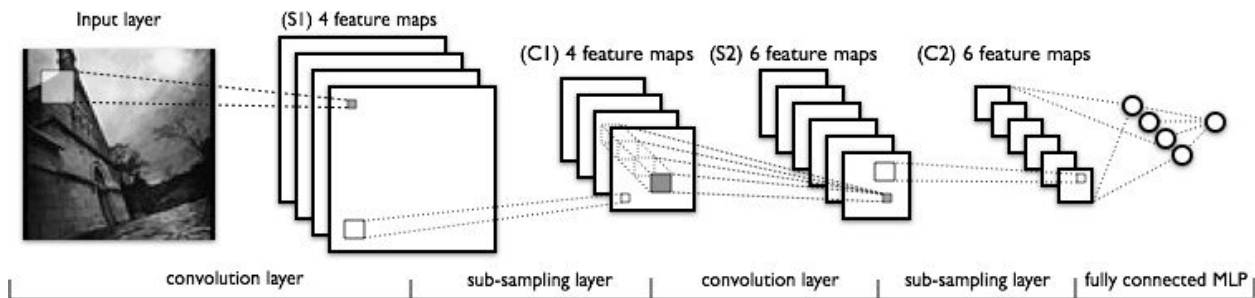 Input layer
(S1) 4 feature maps
(C1) 4 feature maps
(S2) 6 feature maps
(C2) 6 feature maps
convolution layer
sub-sampling layer
convolution layer
sub-sampling layer
fully connected MLP